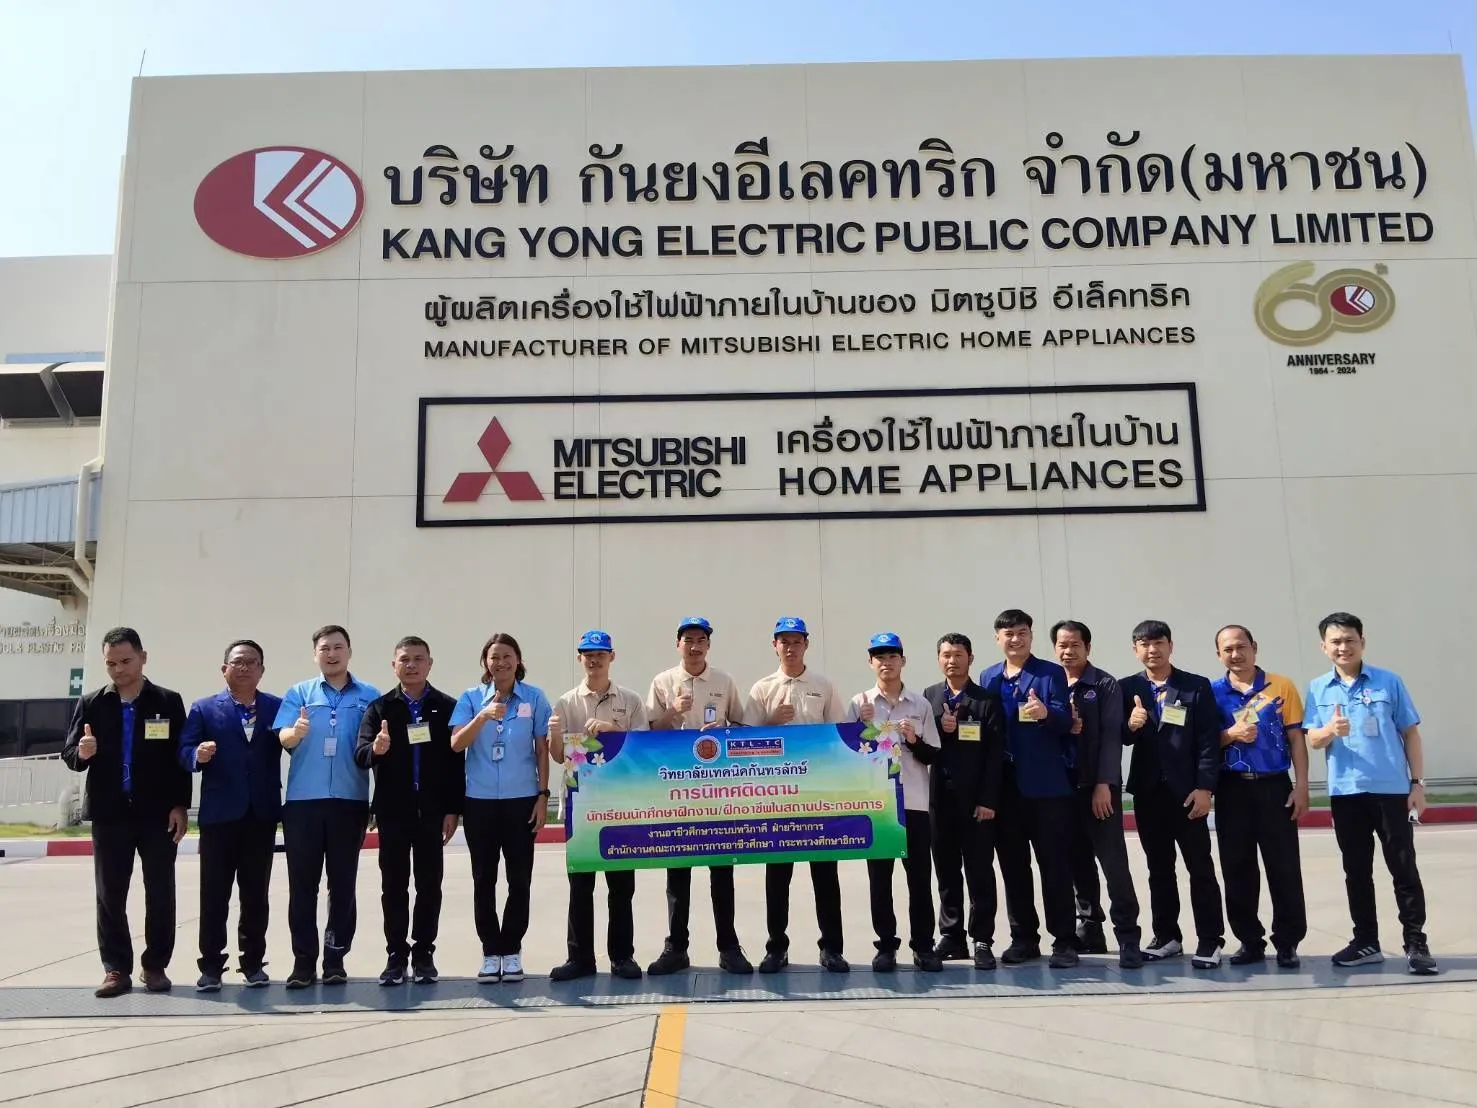 บริษัท กันยงอีเลคทริก จำกัด(มหาชน)
KANG YONG ELECTRIC PUBLIC COMPANY LIMITED
ผู้ผลิตเครื่องใช้ไฟฟ้าภายในบ้านของ มิตซูบิชิ อีเล็คทริค
MANUFACTURER OF MITSUBISHI ELECTRIC HOME APPLIANCES
60th
ANNIVERSARY
1964 - 2024
MITSUBISHI
ELECTRIC
เครื่องใช้ไฟฟ้าภายในบ้าน
HOME APPLIANCES
KTL-TC
วิทยาลัยเทคนิคกันทรลักษ์
การนิเทศติดตาม
นักเรียนนักศึกษาฝึกงาน/ฝึกอาชีพในสถานประกอบการ
งานอาชีวศึกษาระบบทวิภาคี ฝ่ายวิชาการ
สำนักงานคณะกรรมการการอาชีวศึกษา กระทรวงศึกษาธิการ